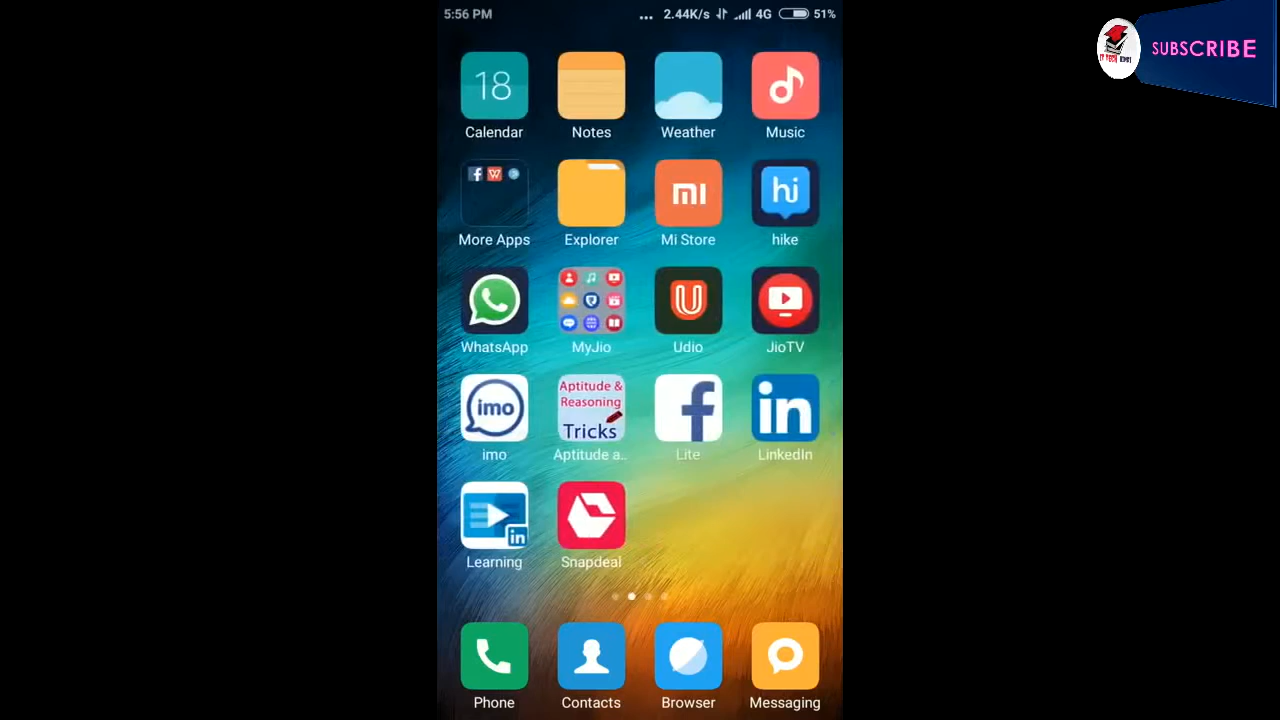 5:56 PM ... 2.44K/s 4G 51%
SUBSCRIBE
18
Calendar Notes Weather Music
mi hi
More Apps Explorer Mi Store hike
WhatsApp MyJio Udio JioTV
imo Aptitude &
Reasoning
Tricks
in
imo Aptitude a.. Lite LinkedIn
in
Learning Snapdeal
Phone Contacts Browser Messaging